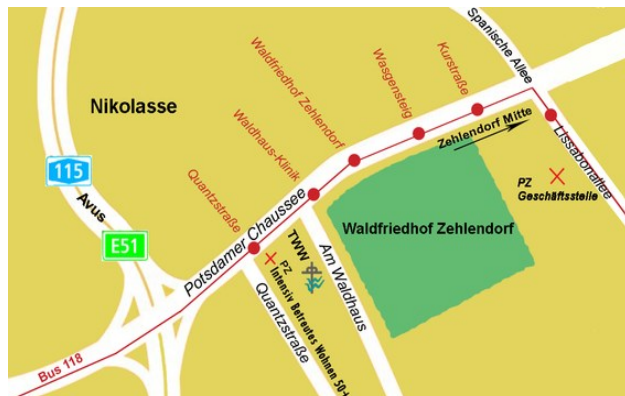 Spanische Allee
Kurstraße
Wasgensteig
Waldfriedhof Zehlendorf
Waldhaus-Klinik
Quantzstraße
Nikolasse
Zehlendorf Mitte
Lissabonallee
115
Avus
E51
PZ
Geschäftsstelle
Potsdamer Chaussee
Waldfriedhof Zehlendorf
TWW
Am Waldhaus
PZ
Intensiv Betreutes Wohnen 50+
Quantzstraße
Bus 118